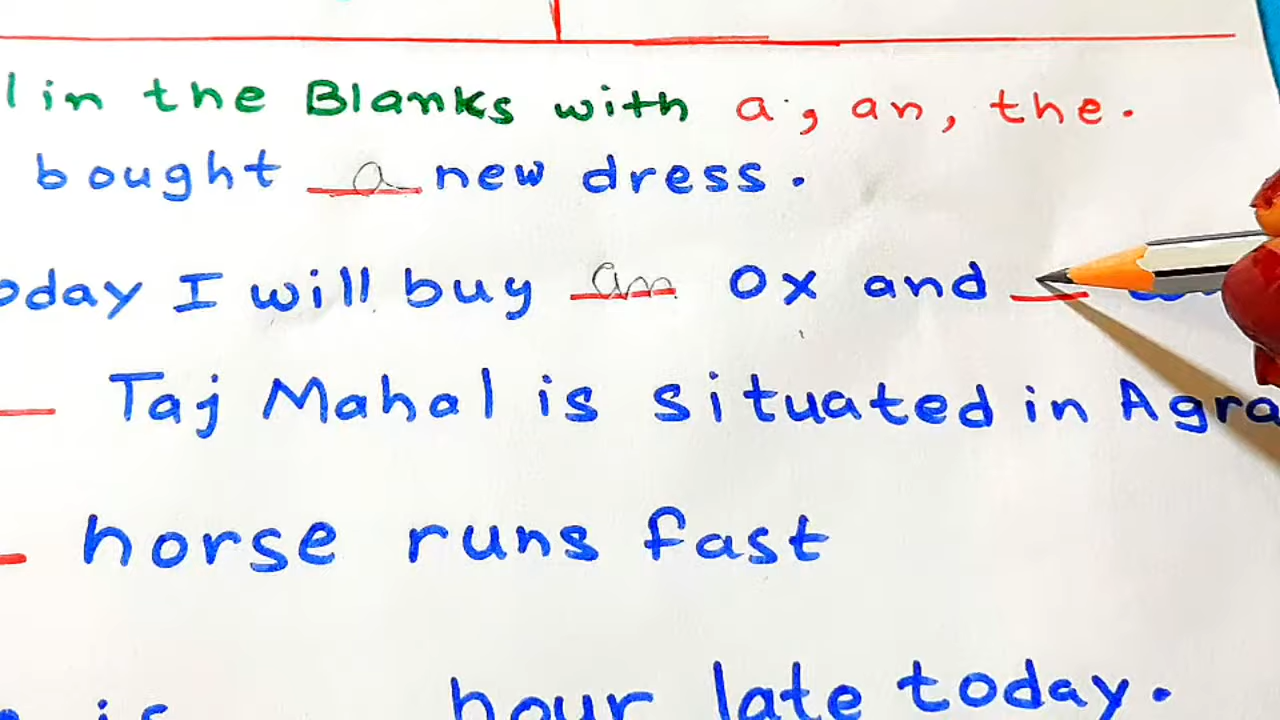 in the Blanks with a, an, the.
bought a new dress.
I will buy an Ox and
Taj Mahal is situated in Agra
horse runs fast
is hour late today.